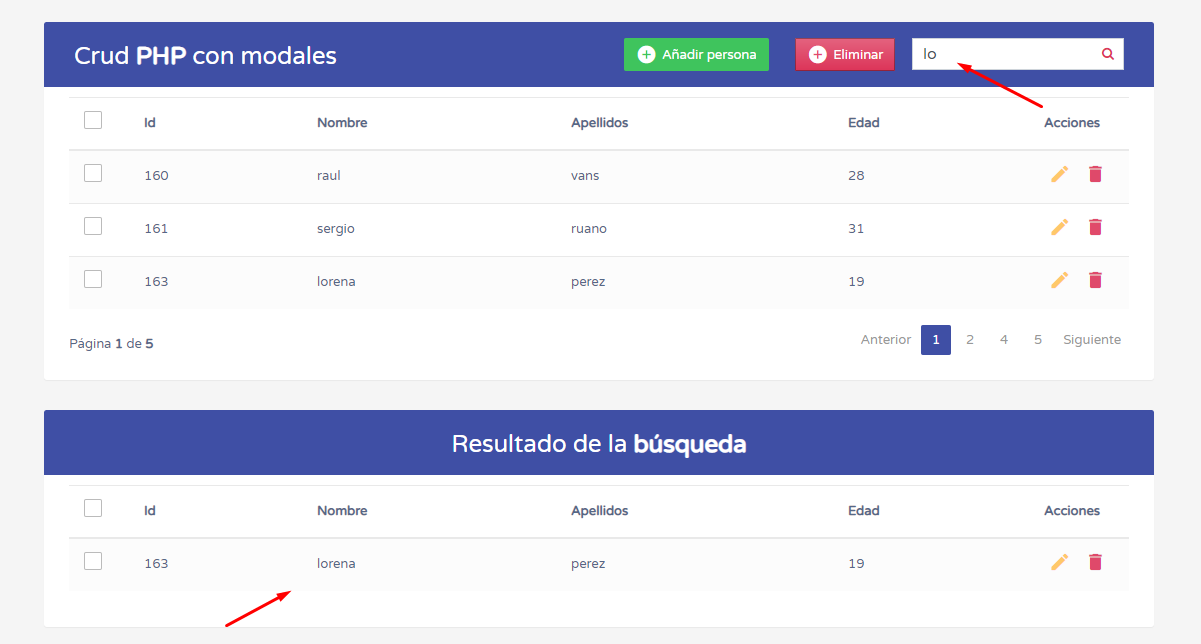 Crud PHP con modales Añadir persona Eliminar lo
Id Nombre Apellidos Edad Acciones
160 raul vans 28
161 sergio ruano 31
163 lorena perez 19
Página 1 de 5 Anterior 1 2 4 5 Siguiente
Resultado de la búsqueda
Id Nombre Apellidos Edad Acciones
163 lorena perez 19